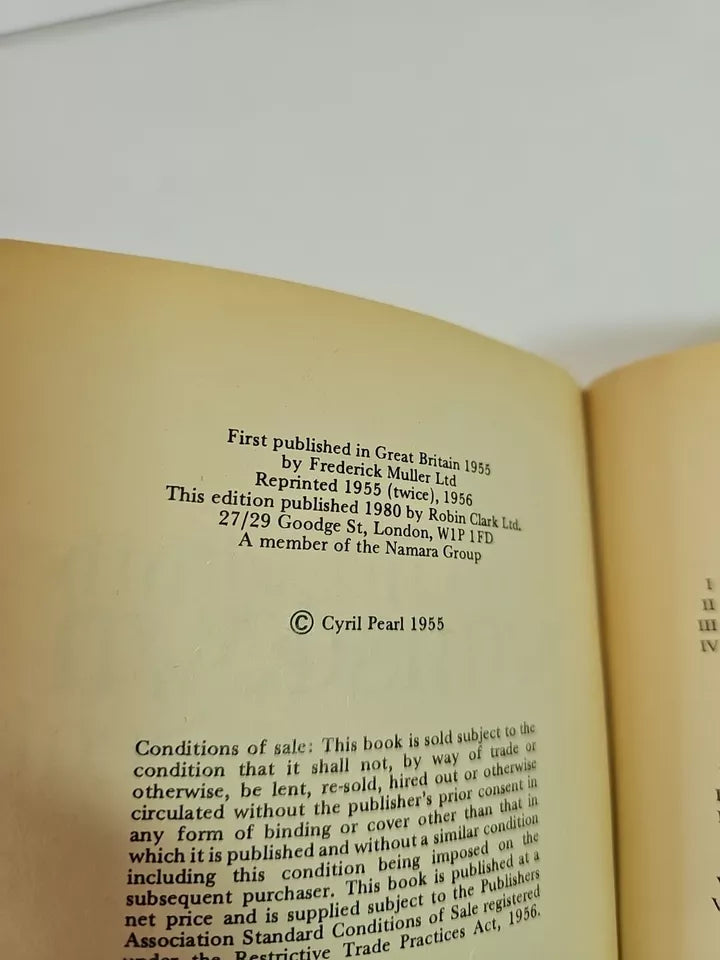 First published in Great Britain 1955
by Frederick Muller Ltd
Reprinted 1955 (twice), 1956
This edition published 1980 by Robin Clark Ltd.
27/29 Goodge St, London, W1P 1FD
A member of the Namara Group
© Cyril Pearl 1955
Conditions of sale: This book is sold subject to the
condition that it shall not, by way of trade or
otherwise, be lent, re-sold, hired out or otherwise
circulated without the publisher's prior consent in
any form of binding or cover other than that in
which it is published and without a similar condition
including this condition being imposed on the
subsequent purchaser. This book is published at a
net price and is supplied subject to the Publishers
Association Standard Conditions of Sale registered
under the Restrictive Trade Practices Act, 1956.
I
II
III
IV